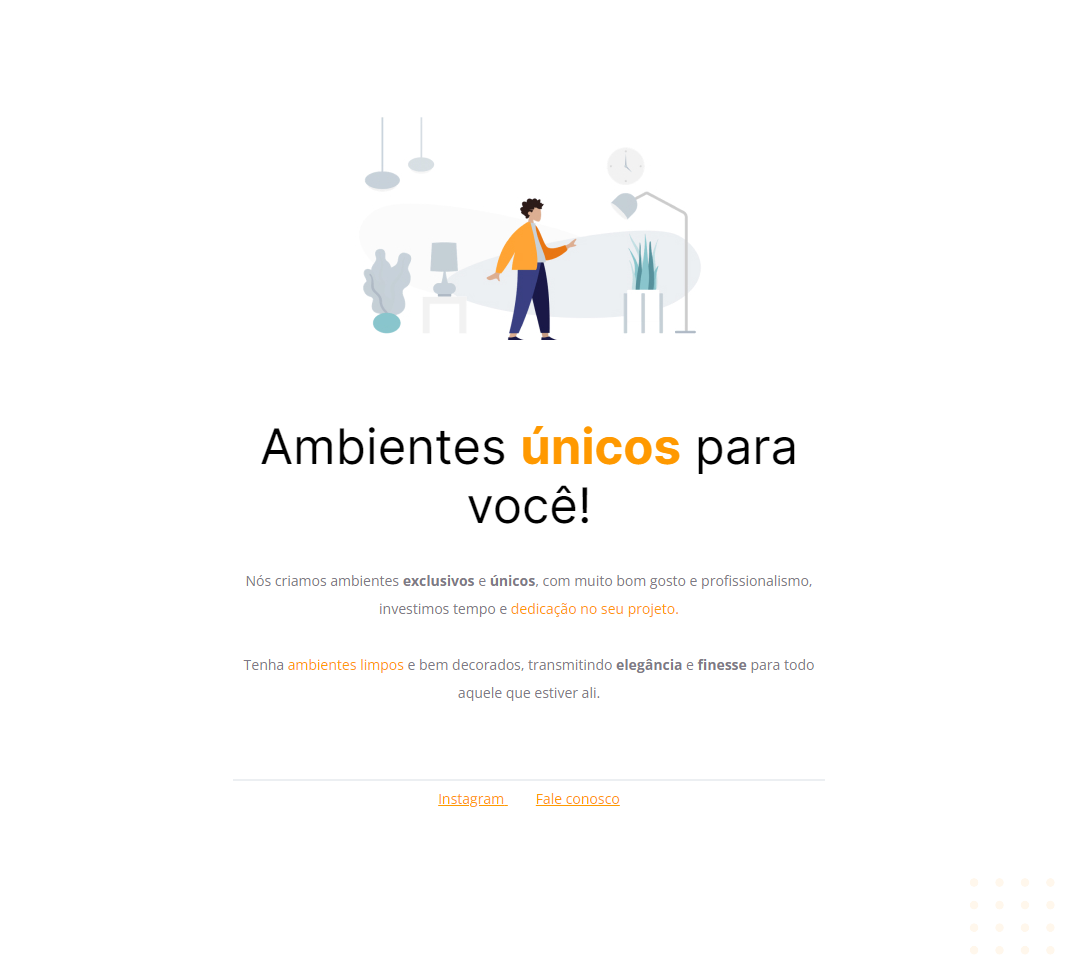 Ambientes únicos para
você!
Nós criamos ambientes exclusivos e únicos, com muito bom gosto e profissionalismo,
investimos tempo e dedicação no seu projeto.
Tenha ambientes limpos e bem decorados, transmitindo elegância e finesse para todo
aquele que estiver ali.
Instagram Fale conosco